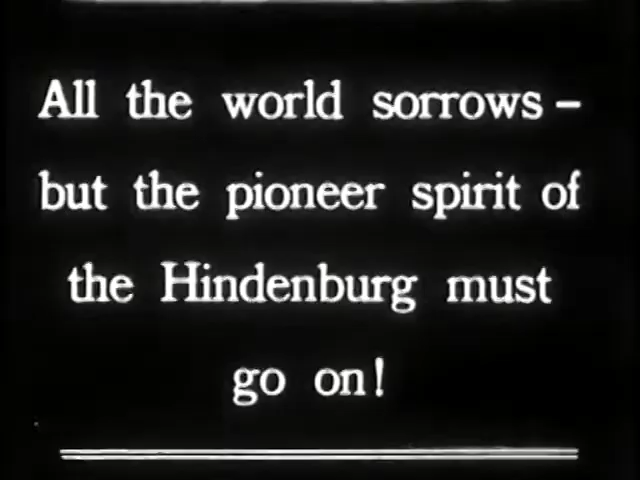 All the world sorrows –
but the pioneer spirit of
the Hindenburg must
go on!